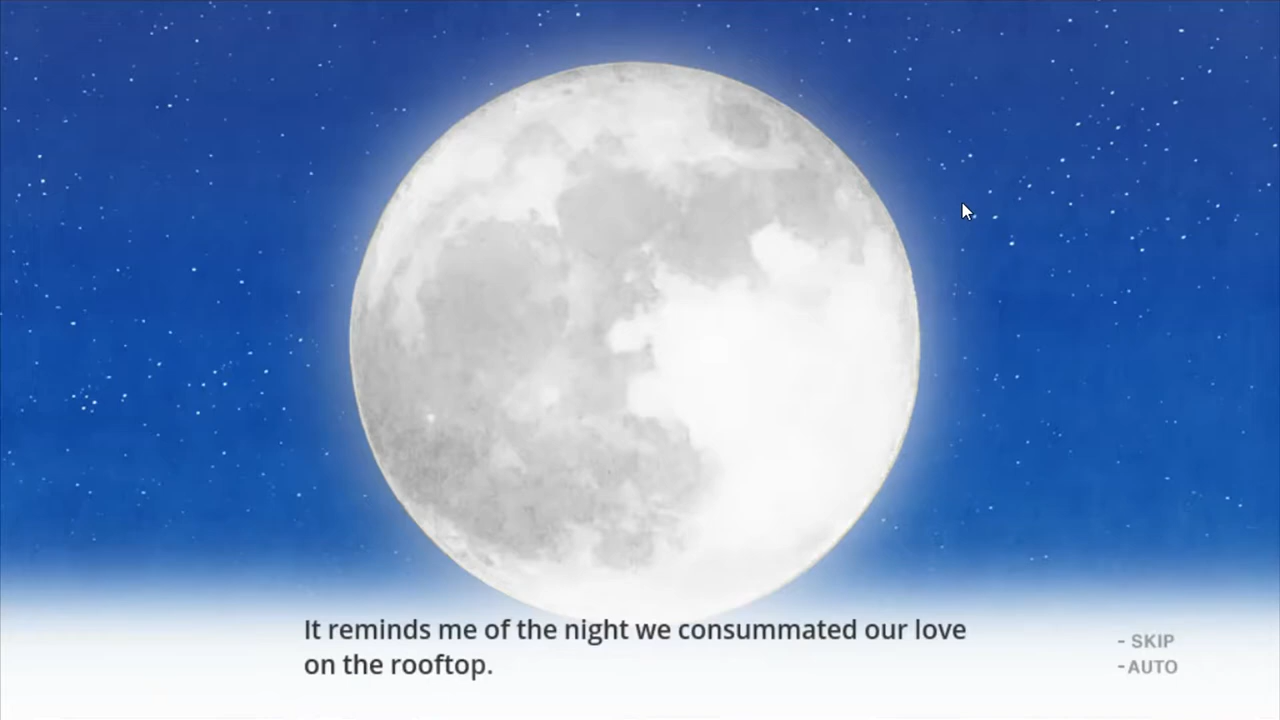 It reminds me of the night we consummated our love
on the rooftop.
- SKIP
-AUTO